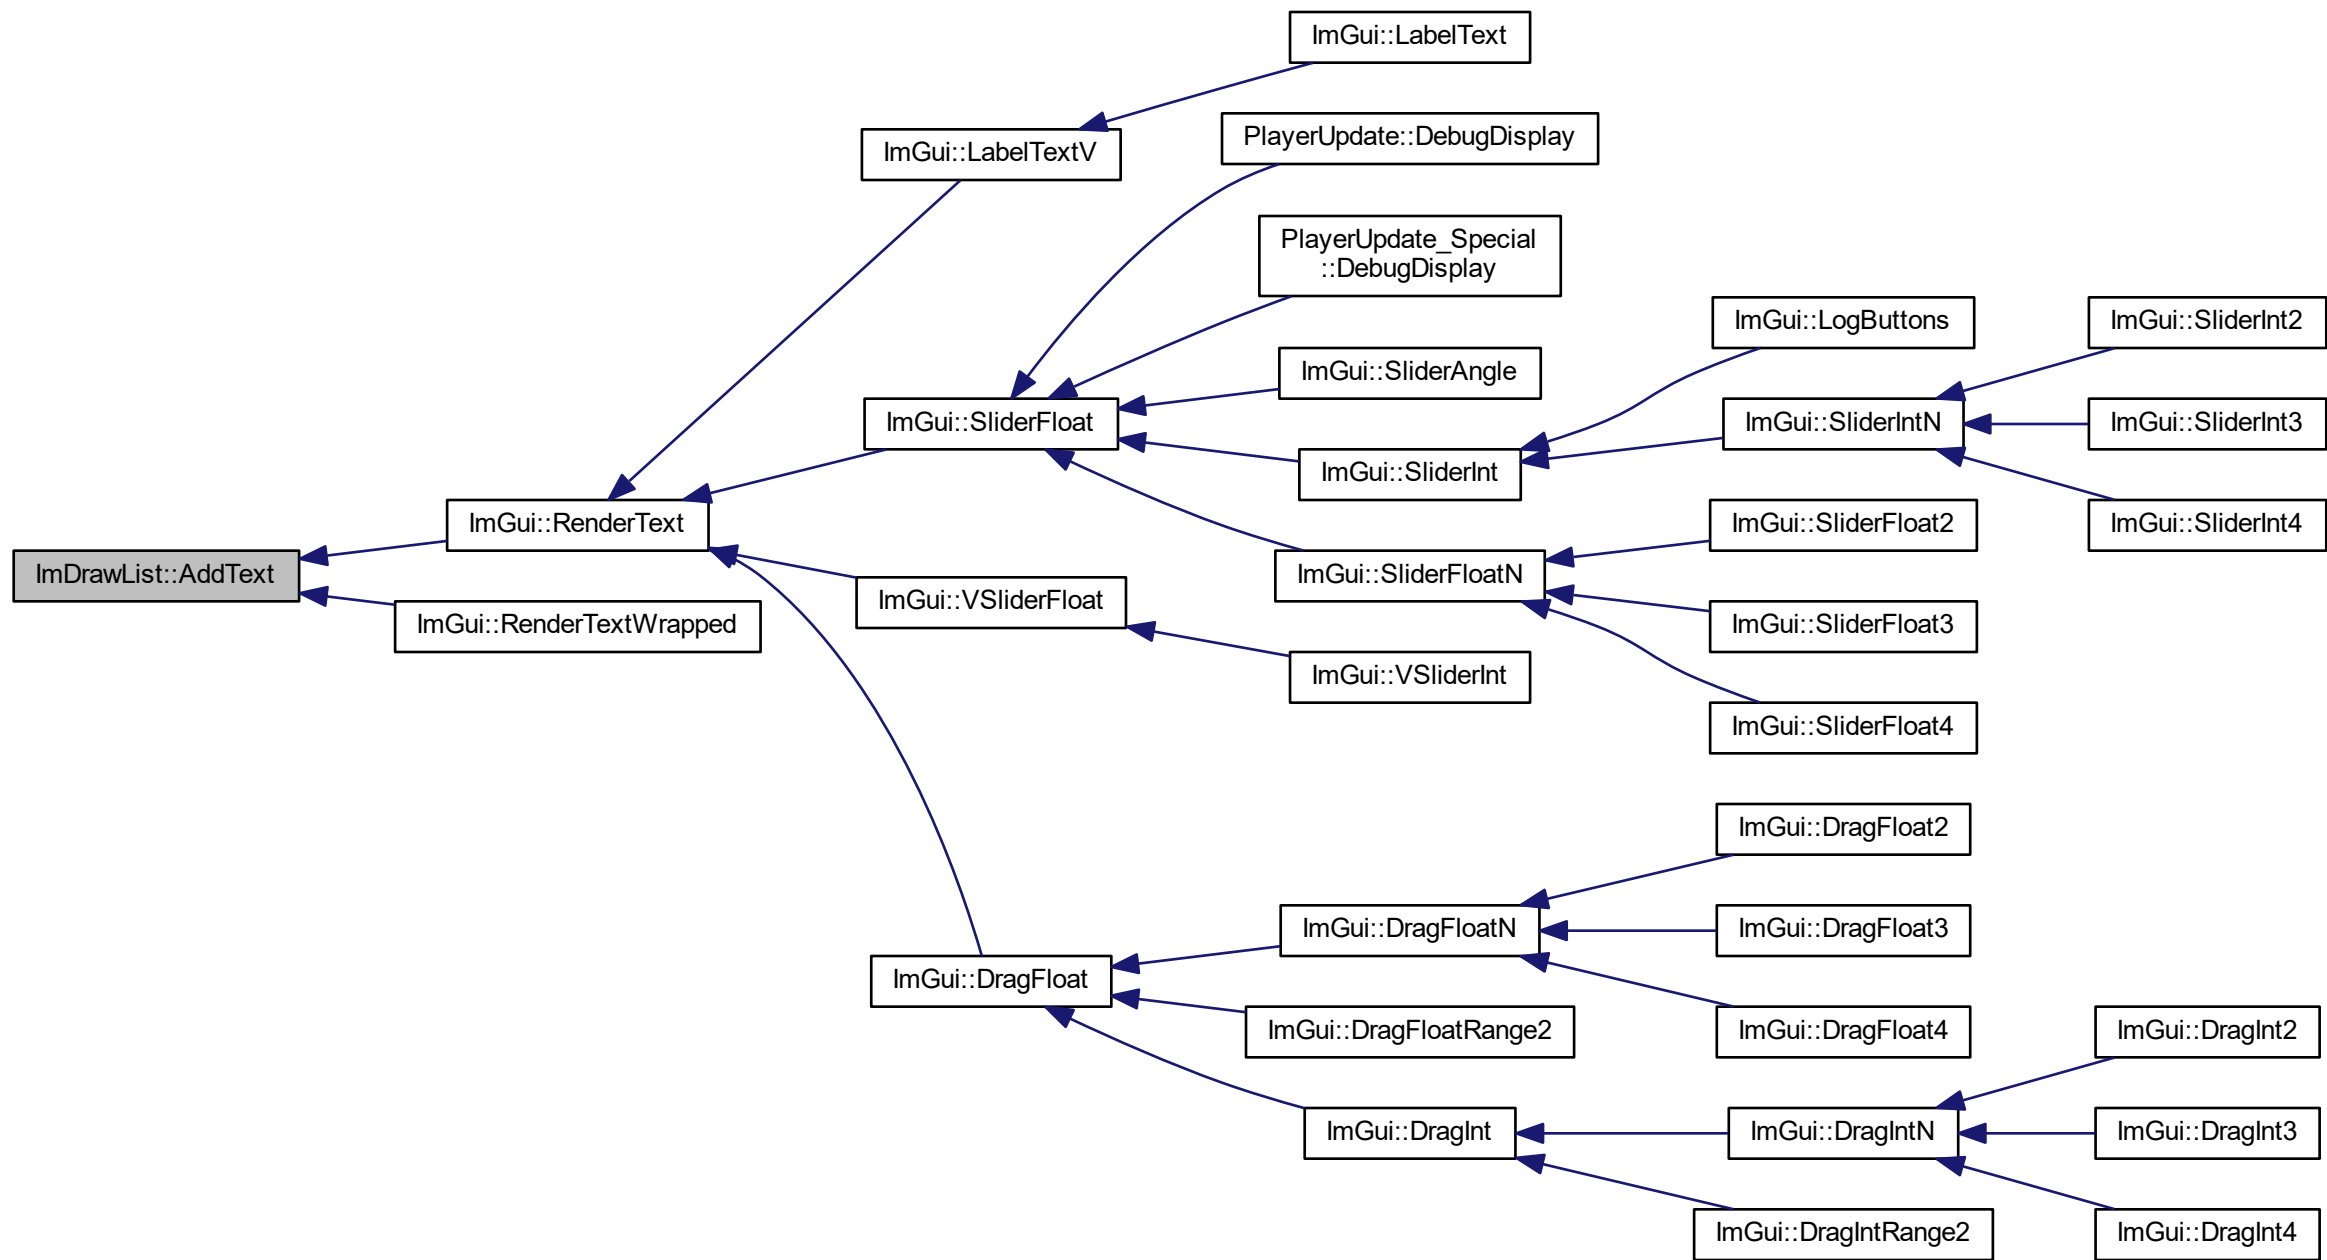 ImGui::LabelText
PlayerUpdate::DebugDisplay
ImGui::LabelTextV
PlayerUpdate_Special
::DebugDisplay
ImGui::LogButtons
ImGui::SliderInt2
ImGui::SliderAngle
ImGui::SliderFloat
ImGui::SliderIntN
ImGui::SliderInt3
ImGui::SliderInt
ImGui::RenderText
ImGui::SliderFloat2
ImGui::SliderInt4
ImDrawList::AddText
ImGui::SliderFloatN
ImGui::VSliderFloat
ImGui::RenderTextWrapped
ImGui::SliderFloat3
ImGui::VSliderInt
ImGui::SliderFloat4
ImGui::DragFloat2
ImGui::DragFloatN
ImGui::DragFloat3
ImGui::DragFloat
ImGui::DragFloatRange2
ImGui::DragFloat4
ImGui::DragInt2
ImGui::DragInt
ImGui::DragIntN
ImGui::DragInt3
ImGui::DragIntRange2
ImGui::DragInt4